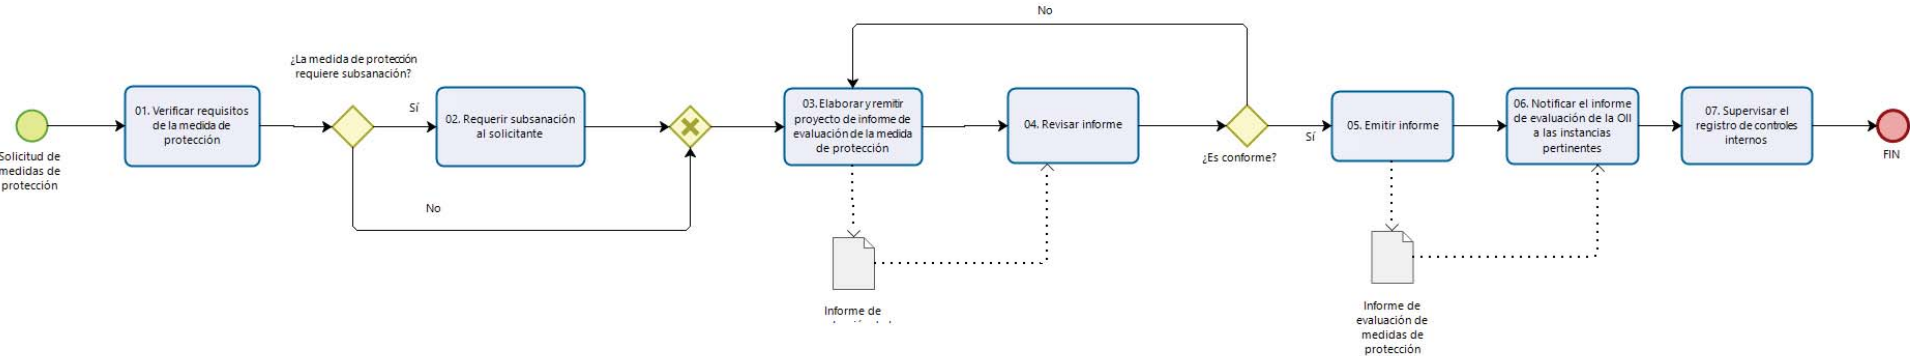 No
¿La medida de protección
requiere subsanación?
Solicitud de
medidas de
protección
01. Verificar requisitos
de la medida de
protección
Sí
02. Requerir subsanación
al solicitante
No
03. Elaborar y remitir
proyecto de informe de
evaluación de la medida
de protección
04. Revisar informe
¿Es conforme?
Sí
05. Emitir informe
06. Notificar el informe
de evaluación de la OII
a las instancias
pertinentes
07. Supervisar el
registro de controles
internos
FIN
Informe de
Informe de
evaluación de
medidas de
protección